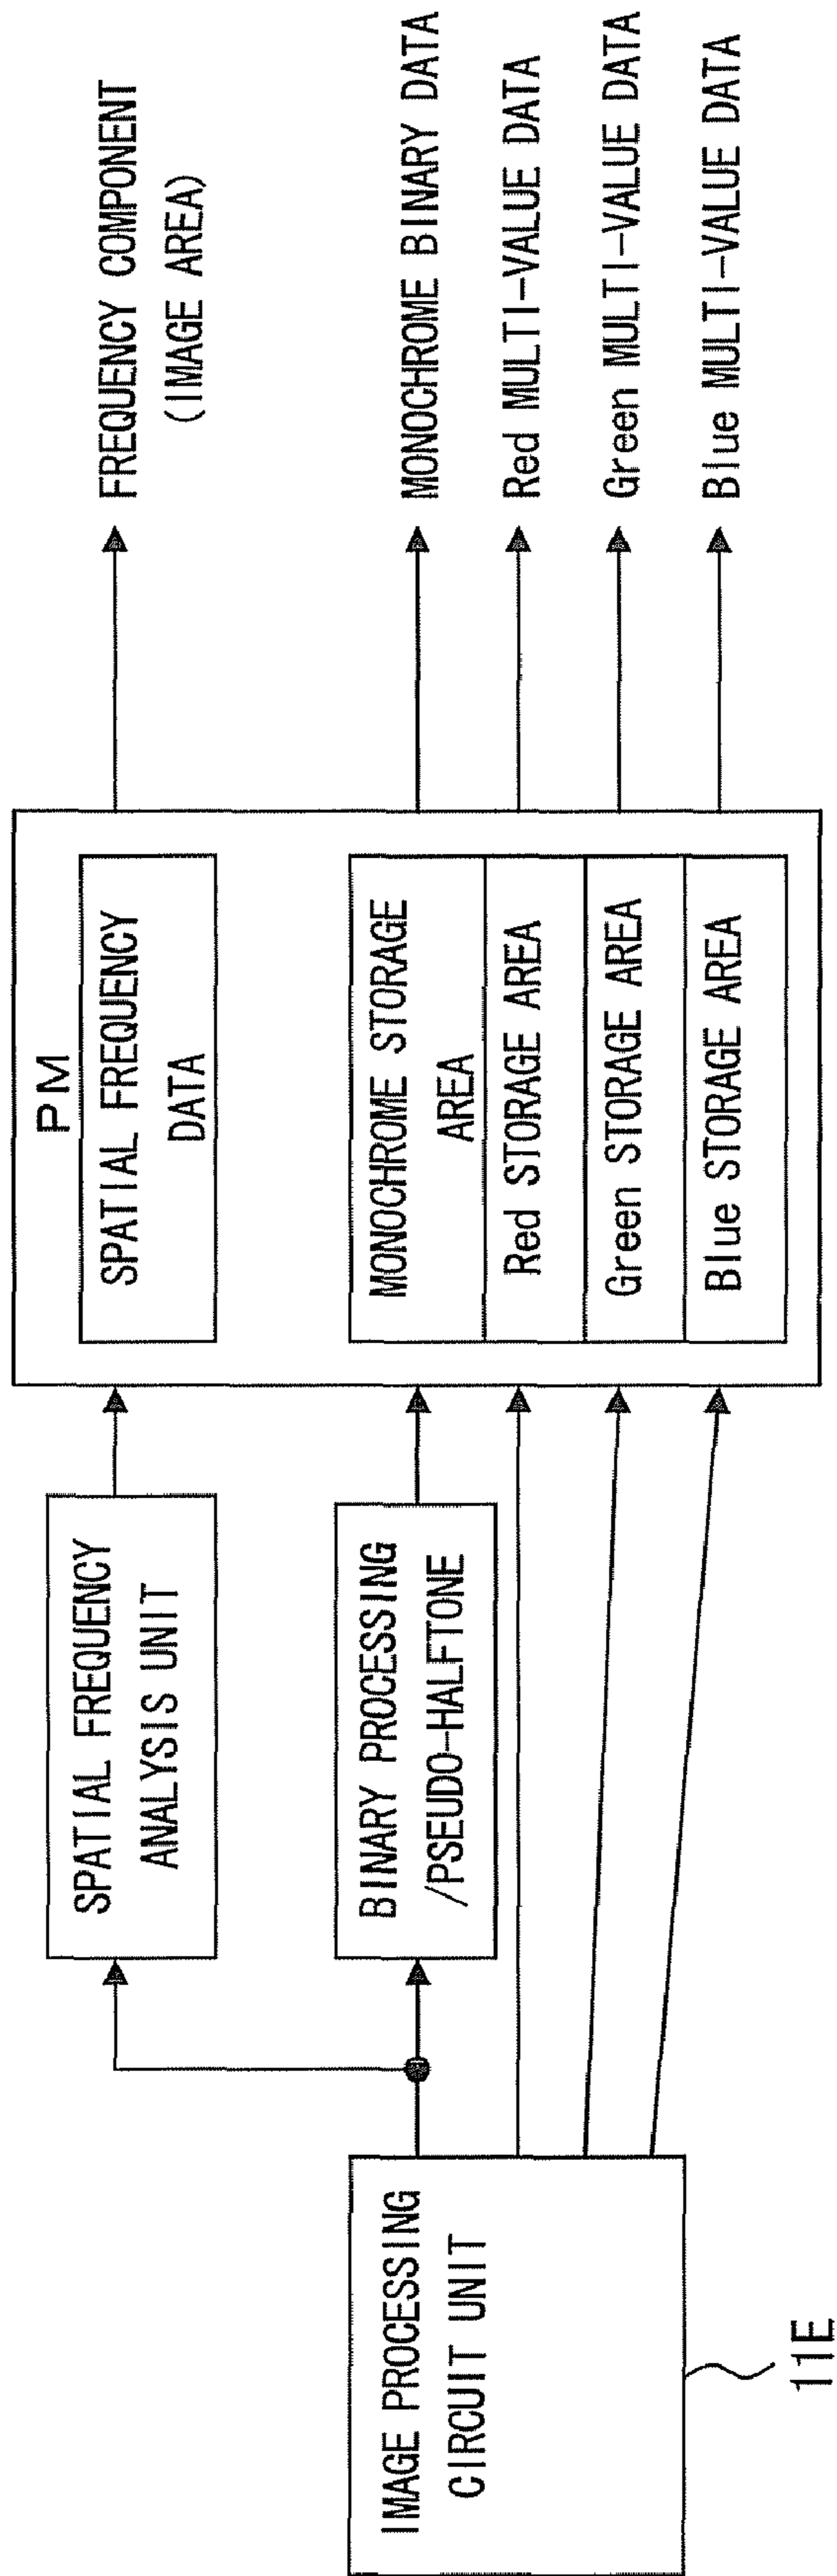 IMAGE PROCESSING
CIRCUIT UNIT
11E
SPATIAL FREQUENCY
ANALYSIS UNIT
BINARY PROCESSING
/PSEUDO-HALFTONE
PM
SPATIAL FREQUENCY
DATA
MONOCHROME STORAGE
AREA
Red STORAGE AREA
Green STORAGE AREA
Blue STORAGE AREA
FREQUENCY COMPONENT
(IMAGE AREA)
MONOCHROME BINARY DATA
Red MULTI-VALUE DATA
Green MULTI-VALUE DATA
Blue MULTI-VALUE DATA